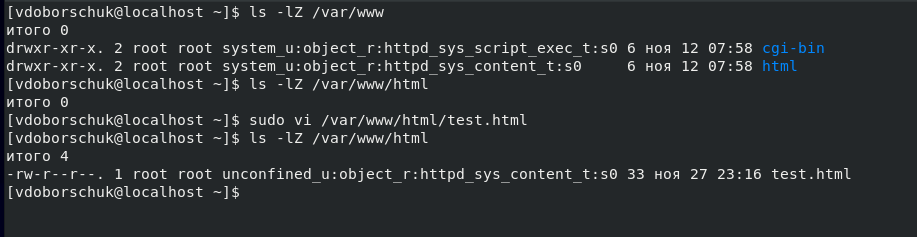 [vdoborschuk@localhost ~]$ ls -lZ /var/www
итого 0
drwxr-xr-x. 2 root root system_u:object_r:httpd_sys_script_exec_t:s0 6 ноя 12 07:58 cgi-bin
drwxr-xr-x. 2 root root system_u:object_r:httpd_sys_content_t:s0     6 ноя 12 07:58 html
[vdoborschuk@localhost ~]$ ls -lZ /var/www/html
итого 0
[vdoborschuk@localhost ~]$ sudo vi /var/www/html/test.html
[vdoborschuk@localhost ~]$ ls -lZ /var/www/html
итого 4
-rw-r--r--. 1 root root unconfined_u:object_r:httpd_sys_content_t:s0 33 ноя 27 23:16 test.html
[vdoborschuk@localhost ~]$